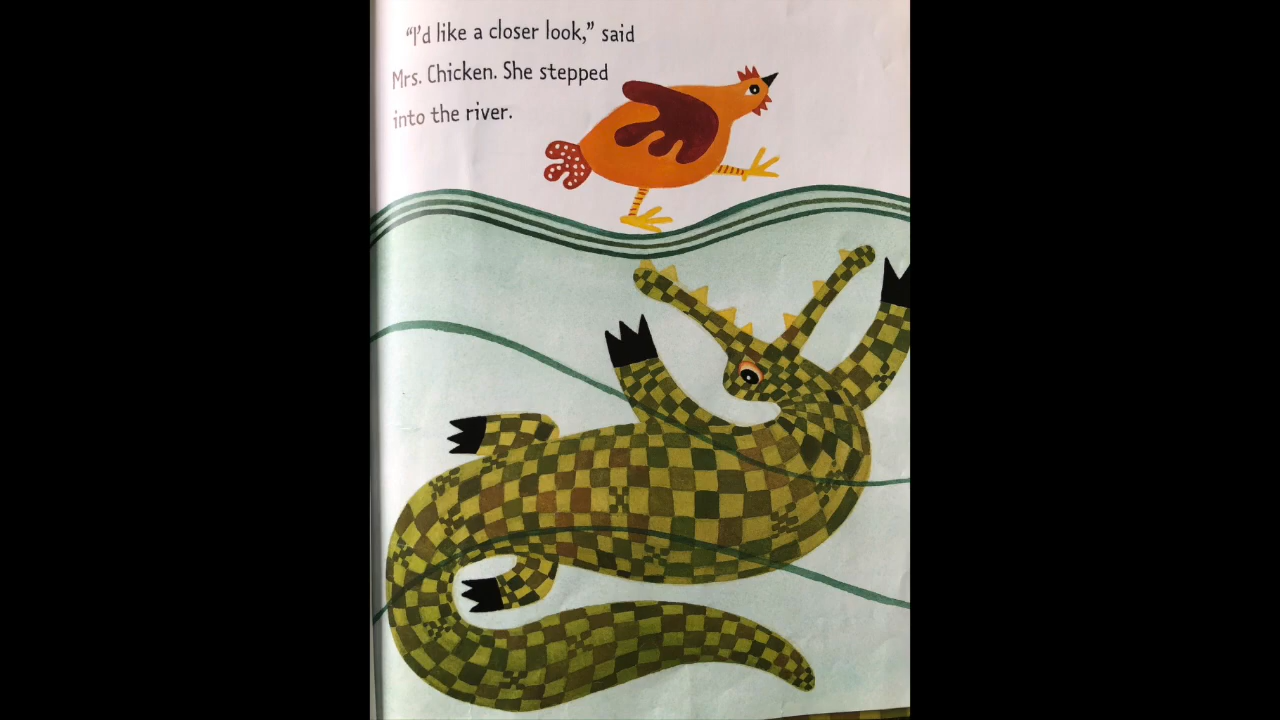 “I’d like a closer look,” said
Mrs. Chicken. She stepped
into the river.